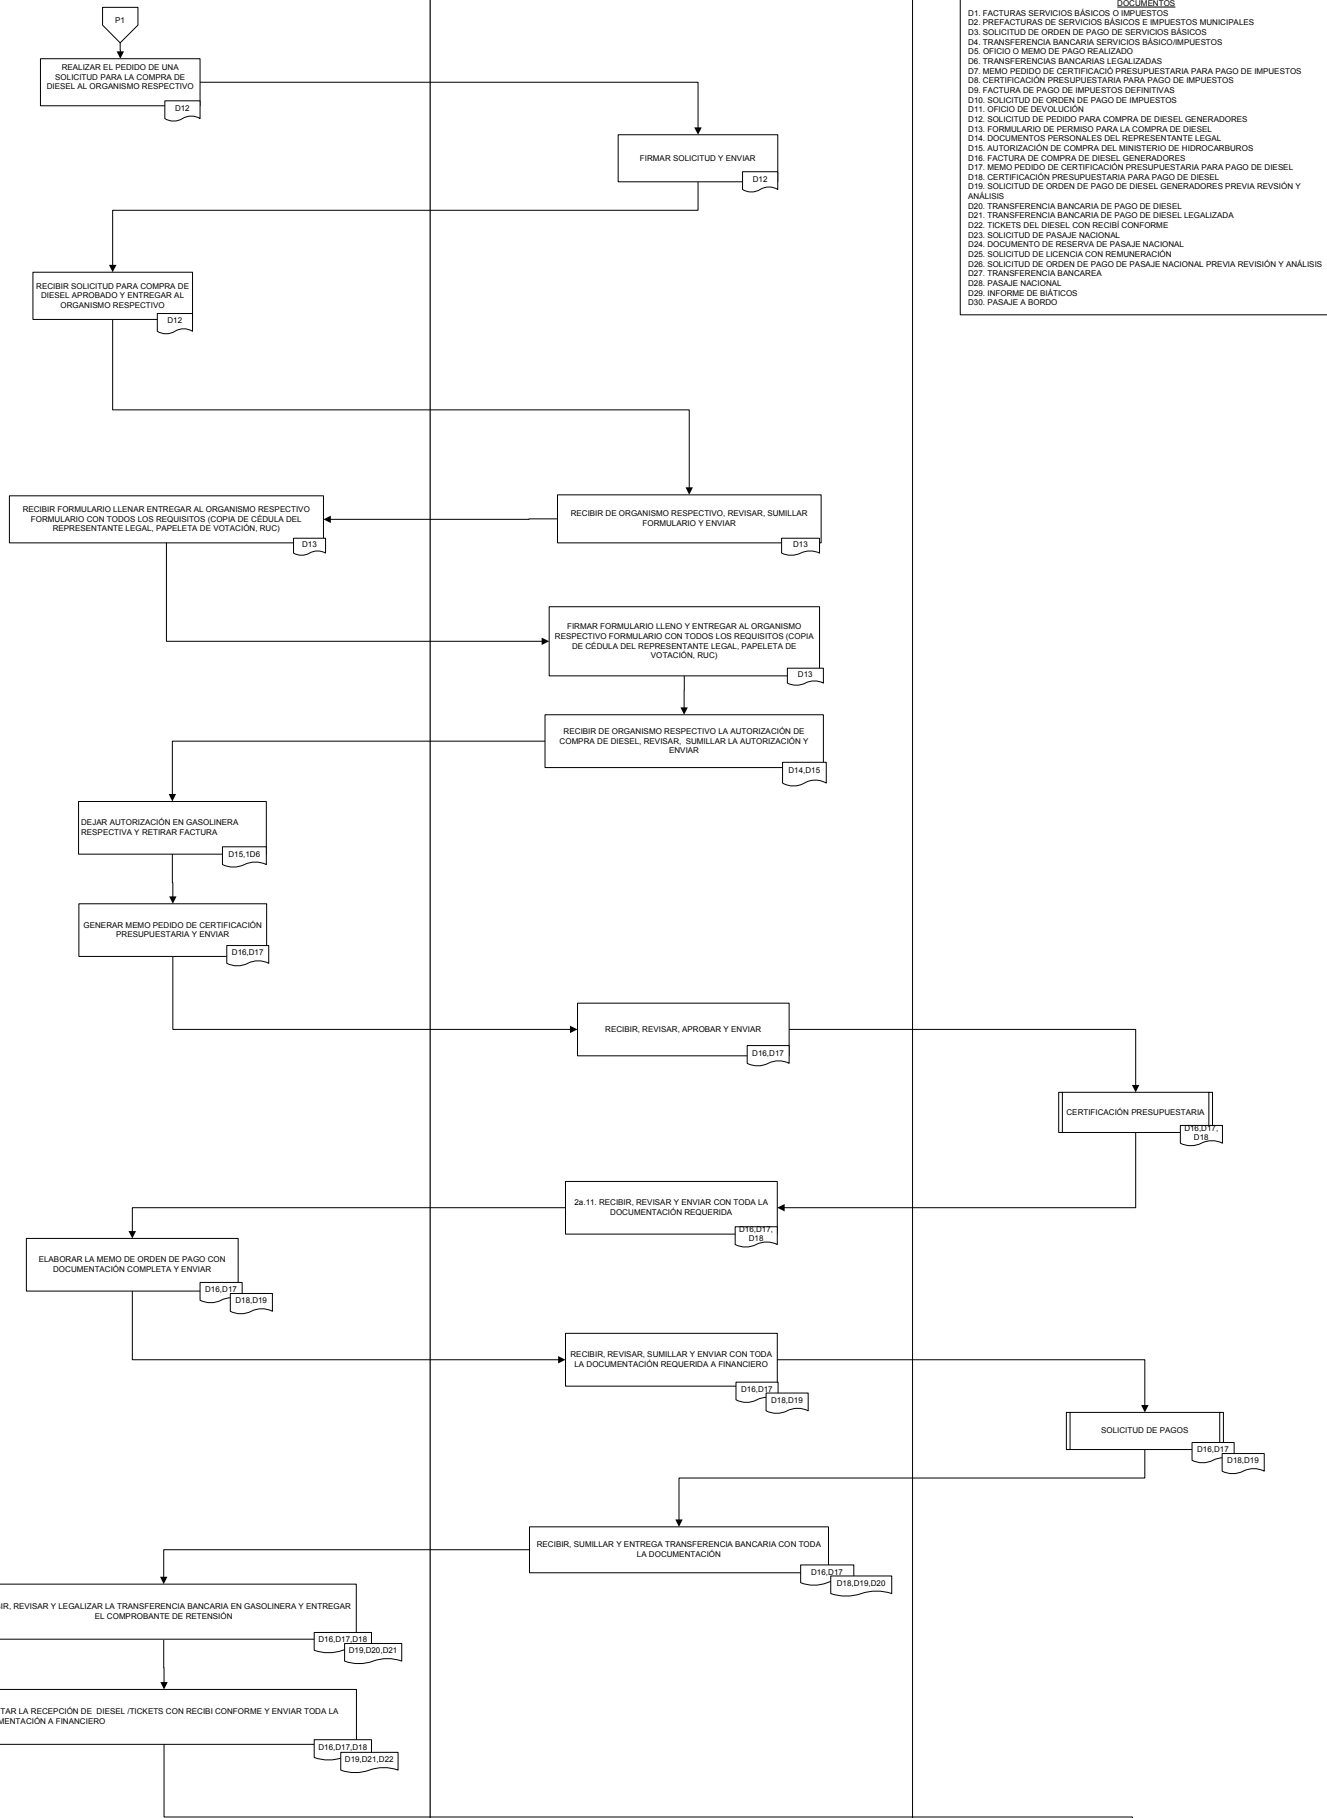 P1
REALIZAR EL PEDIDO DE UNA
SOLICITUD PARA LA COMPRA DE
DIESEL AL ORGANISMO RESPECTIVO
D12
FIRMAR SOLICITUD Y ENVIAR
D12
RECIBIR SOLICITUD PARA COMPRA DE
DIESEL APROBADO Y ENTREGAR AL
ORGANISMO RESPECTIVO
D12
DOCUMENTOS
D1. FACTURAS SERVICIOS BÁSICOS O IMPUESTOS
D2. PREFACTURAS DE SERVICIOS BÁSICOS E IMPUESTOS MUNICIPALES
D3. SOLICITUD DE ORDEN DE PAGO DE SERVICIOS BÁSICOS
D4. TRANSFERENCIA BANCARIA SERVICIOS BÁSICO/IMPUESTOS
D5. OFICIO O MEMO DE PAGO REALIZADO
D6. TRANSFERENCIAS BANCARIAS LEGALIZADAS
D7. MEMO PEDIDO DE CERTIFICACIÓ PRESUPUESTARIA PARA PAGO DE IMPUESTOS
D8. CERTIFICACIÓN PRESUPUESTARIA PARA PAGO DE IMPUESTOS
D9. FACTURA DE PAGO DE IMPUESTOS DEFINITIVAS
D10. SOLICITUD DE ORDEN DE PAGO DE IMPUESTOS
D11. OFICIO DE DEVOLUCIÓN
D12. SOLICITUD DE PEDIDO PARA COMPRA DE DIESEL GENERADORES
D13. FORMULARIO DE PERMISO PARA LA COMPRA DE DIESEL
D14. DOCUMENTOS PERSONALES DEL REPRESENTANTE LEGAL
D15. AUTORIZACIÓN DE COMPRA DEL MINISTERIO DE HIDROCARBUROS
D16. FACTURA DE COMPRA DE DIESEL GENERADORES
D17. MEMO PEDIDO DE CERTIFICACIÓN PRESUPUESTARIA PARA PAGO DE DIESEL
D18. CERTIFICACIÓN PRESUPUESTARIA PARA PAGO DE DIESEL
D19. SOLICITUD DE ORDEN DE PAGO DE DIESEL GENERADORES PREVIA REVSIÓN Y
ANÁLISIS
D20. TRANSFERENCIA BANCARIA DE PAGO DE DIESEL
D21. TRANSFERENCIA BANCARIA DE PAGO DE DIESEL LEGALIZADA
D22. TICKETS DEL DIESEL CON RECIBÍ CONFORME
D23. SOLICITUD DE PASAJE NACIONAL
D24. DOCUMENTO DE RESERVA DE PASAJE NACIONAL
D25. SOLICITUD DE LICENCIA CON REMUNERACIÓN
D26. SOLICITUD DE ORDEN DE PAGO DE PASAJE NACIONAL PREVIA REVISIÓN Y ANÁLISIS
D27. TRANSFERENCIA BANCAREA
D28. PASAJE NACIONAL
D29. INFORME DE BIÁTICOS
D30. PASAJE A BORDO
RECIBIR FORMULARIO LLENAR ENTREGAR AL ORGANISMO RESPECTIVO
FORMULARIO CON TODOS LOS REQUISITOS (COPIA DE CÉDULA DEL
REPRESENTANTE LEGAL, PAPELETA DE VOTACIÓN, RUC)
D13
RECIBIR DE ORGANISMO RESPECTIVO, REVISAR, SUMILLAR
FORMULARIO Y ENVIAR
D13
FIRMAR FORMULARIO LLENO Y ENTREGAR AL ORGANISMO
RESPECTIVO FORMULARIO CON TODOS LOS REQUISITOS (COPIA
DE CÉDULA DEL REPRESENTANTE LEGAL, PAPELETA DE
VOTACIÓN, RUC)
D13
RECIBIR DE ORGANISMO RESPECTIVO LA AUTORIZACIÓN DE
COMPRA DE DIESEL, REVISAR, SUMILLAR LA AUTORIZACIÓN Y
ENVIAR
D14,D15
DEJAR AUTORIZACIÓN EN GASOLINERA
RESPECTIVA Y RETIRAR FACTURA
D15,1D6
GENERAR MEMO PEDIDO DE CERTIFICACIÓN
PRESUPUESTARIA Y ENVIAR
D16,D17
RECIBIR, REVISAR, APROBAR Y ENVIAR
D16,D17
CERTIFICACIÓN PRESUPUESTARIA
D16,D17,
D18
2a.11. RECIBIR, REVISAR Y ENVIAR CON TODA LA
DOCUMENTACIÓN REQUERIDA
D16,D17,
D18
ELABORAR LA MEMO DE ORDEN DE PAGO CON
DOCUMENTACIÓN COMPLETA Y ENVIAR
D16,D17
D18,D19
RECIBIR, REVISAR, SUMILLAR Y ENVIAR CON TODA
LA DOCUMENTACIÓN REQUERIDA A FINANCIERO
D16,D17
D18,D19
SOLICITUD DE PAGOS
D16,D17
D18,D19
RECIBIR, SUMILLAR Y ENTREGA TRANSFERENCIA BANCARIA CON TODA
LA DOCUMENTACIÓN
D16,D17
D18,D19,D20
IR, REVISAR Y LEGALIZAR LA TRANSFERENCIA BANCARIA EN GASOLINERA Y ENTREGAR
EL COMPROBANTE DE RETENSIÓN
D16,D17,D18
D19,D20,D21
TAR LA RECEPCIÓN DE DIESEL /TICKETS CON RECIBI CONFORME Y ENVIAR TODA LA
MENTACIÓN A FINANCIERO
D16,D17,D18
D19,D21,D22